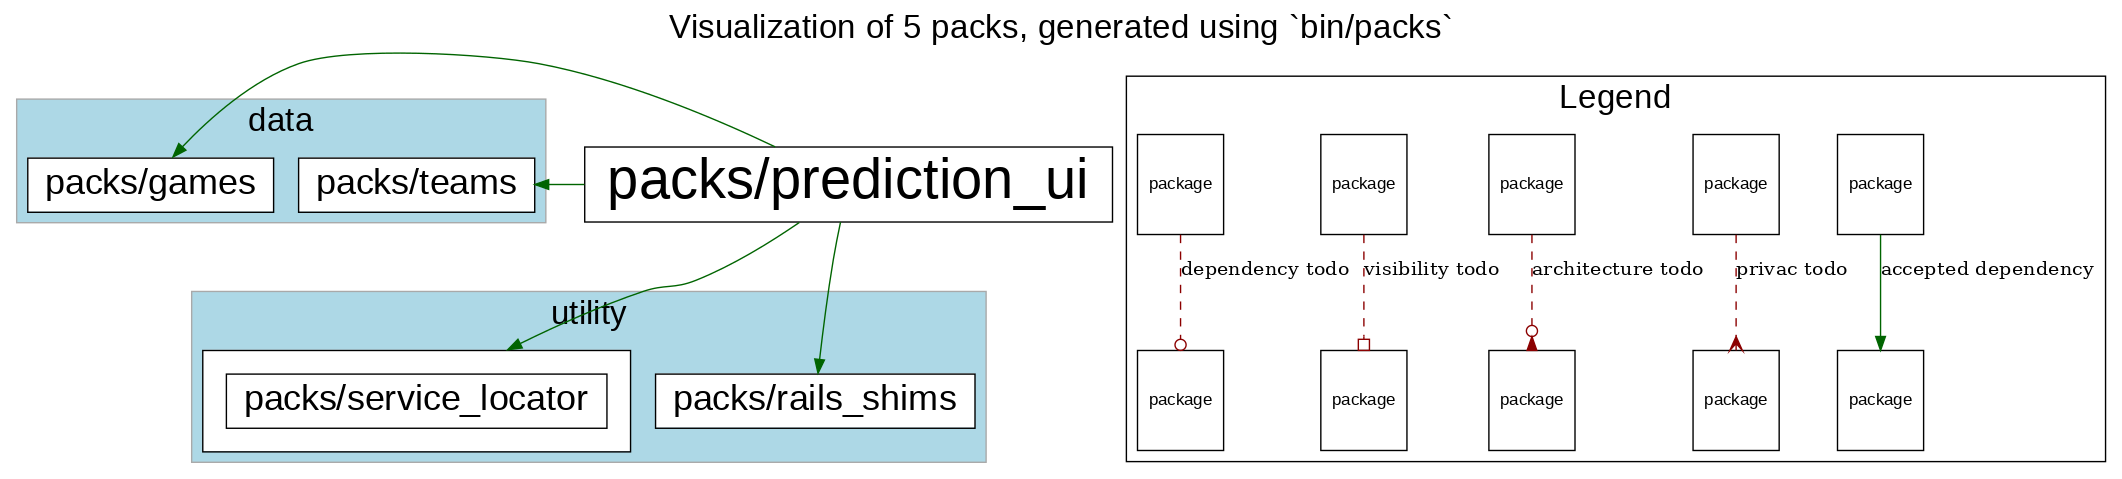 Visualization of 5 packs, generated using `bin/packs`
data
packs/games
packs/teams
packs/prediction_ui
utility
packs/service_locator
packs/rails_shims
Legend
package
package
package
package
package
dependency todo
visibility todo
architecture todo
privac todo
accepted dependency
package
package
package
package
package